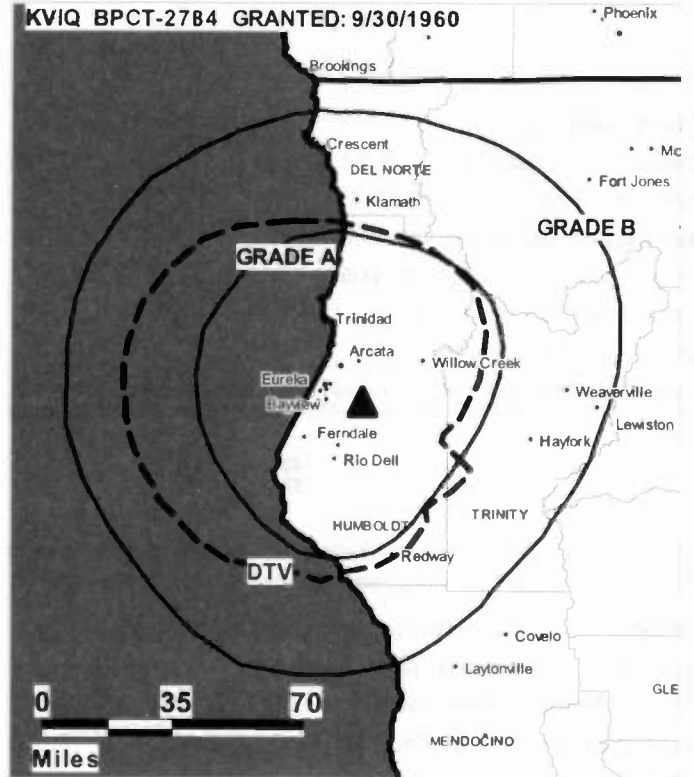 KVIQ BPCT-2784 GRANTED: 9/30/1960
Phoenix
Brookings
Crescent
Mc
DEL NORTE
Fort Jones
Klamath
GRADE B
GRADE A
Trinidad
Arcata
Willow Creek
Eureka
Weaverville
Bayview
Lewiston
Ferndale
Hayfork
Rio Dell
TRINITY
HUMBOLDT
Redway
DTV
Covelo
Laytonville
0 35 70
GLE
Miles
MENDOCINO